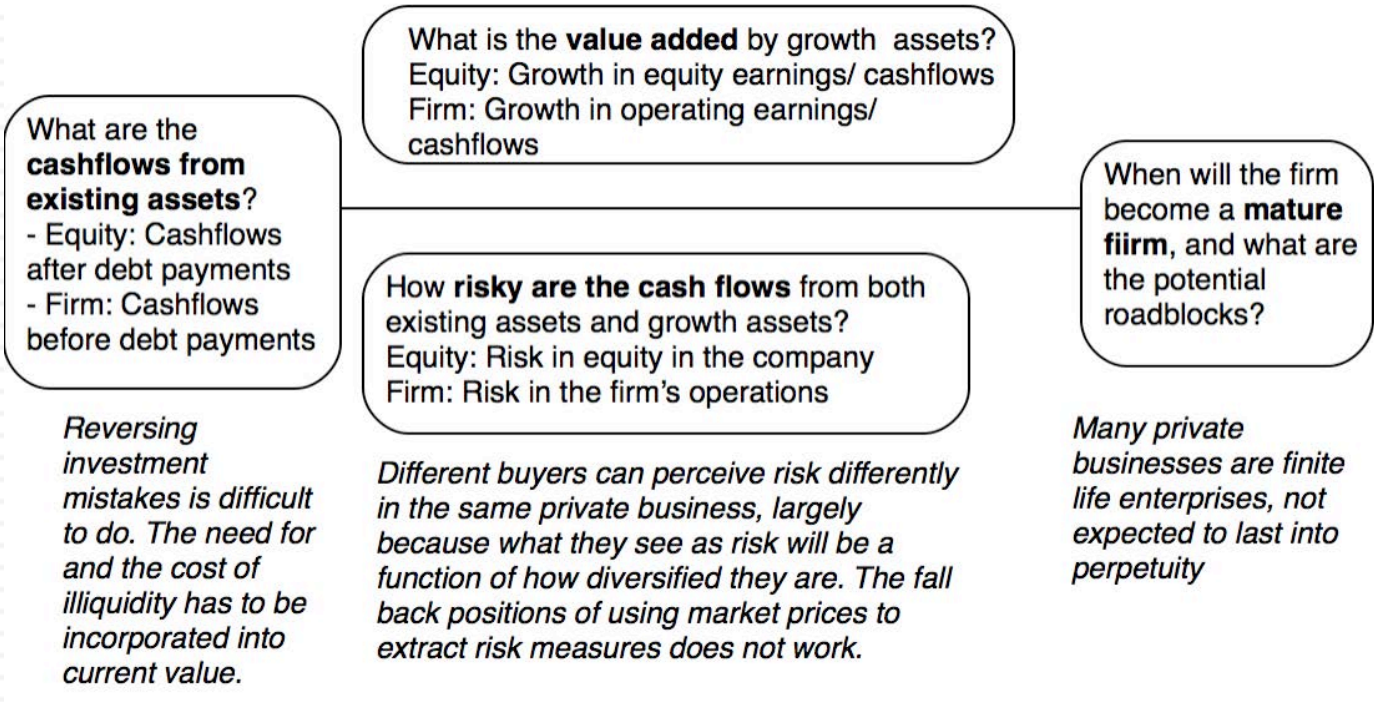 What is the value added by growth assets?
Equity: Growth in equity earnings/ cashflows
Firm: Growth in operating earnings/
cashflows
What are the
cashflows from
existing assets?
- Equity: Cashflows
after debt payments
- Firm: Cashflows
before debt payments
When will the firm
become a mature
fiirm, and what are
the potential
roadblocks?
How risky are the cash flows from both
existing assets and growth assets?
Equity: Risk in equity in the company
Firm: Risk in the firm's operations
Reversing
investment
mistakes is difficult
to do. The need for
and the cost of
illiquidity has to be
incorporated into
current value.
Different buyers can perceive risk differently
in the same private business, largely
because what they see as risk will be a
function of how diversified they are. The fall
back positions of using market prices to
extract risk measures does not work.
Many private
businesses are finite
life enterprises, not
expected to last into
perpetuity